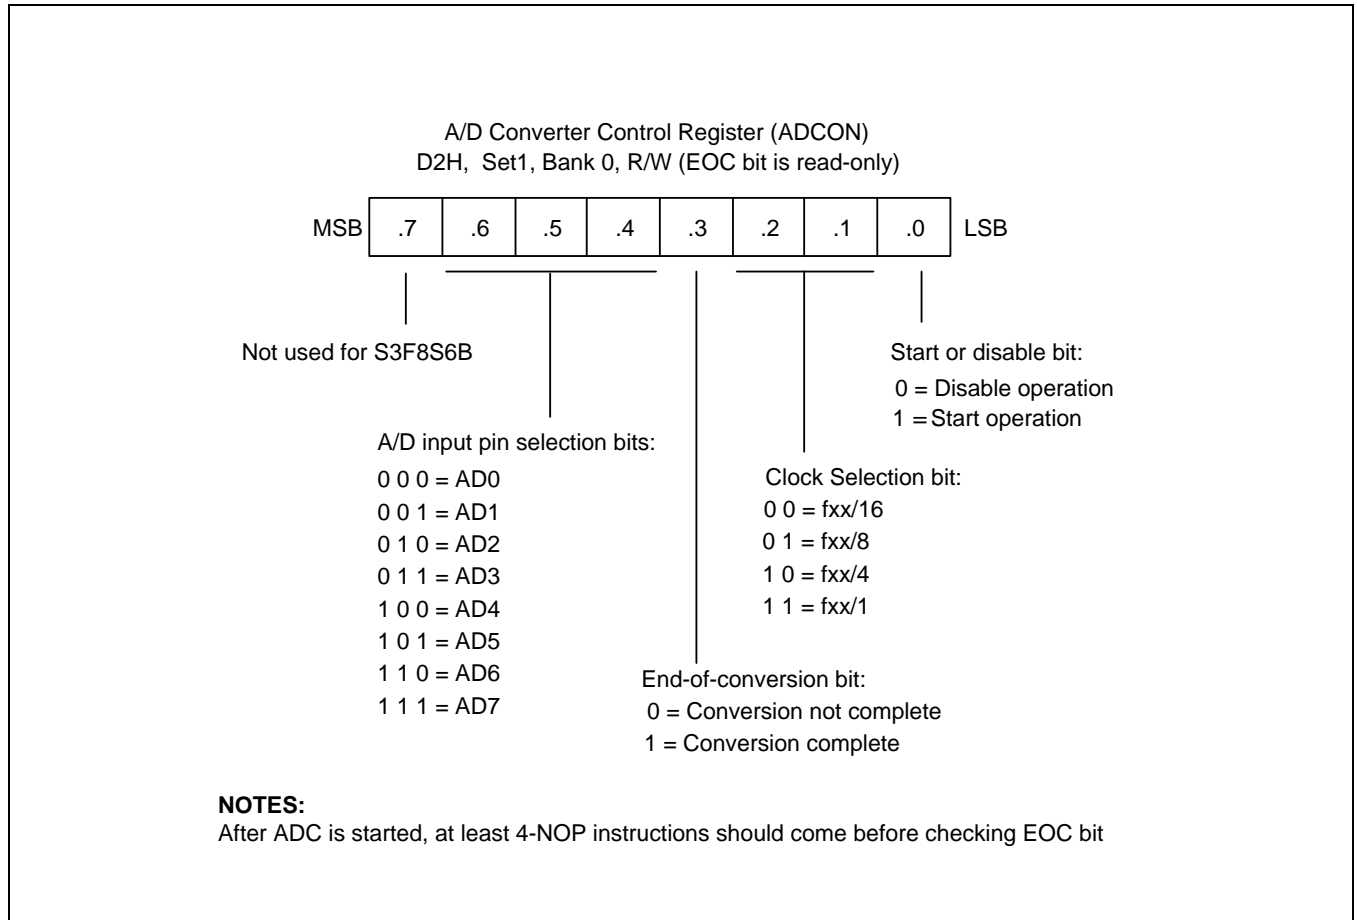 A/D Converter Control Register (ADCON)
D2H, Set1, Bank 0, R/W (EOC bit is read-only)
MSB .7 .6 .5 .4 .3 .2 .1 .0 LSB
Not used for S3F8S6B
A/D input pin selection bits:
0 0 0 = AD0
0 0 1 = AD1
0 1 0 = AD2
0 1 1 = AD3
1 0 0 = AD4
1 0 1 = AD5
1 1 0 = AD6
1 1 1 = AD7
End-of-conversion bit:
0 = Conversion not complete
1 = Conversion complete
Clock Selection bit:
0 0 = fxx/16
0 1 = fxx/8
1 0 = fxx/4
1 1 = fxx/1
Start or disable bit:
0 = Disable operation
1 = Start operation
NOTES:
After ADC is started, at least 4-NOP instructions should come before checking EOC bit